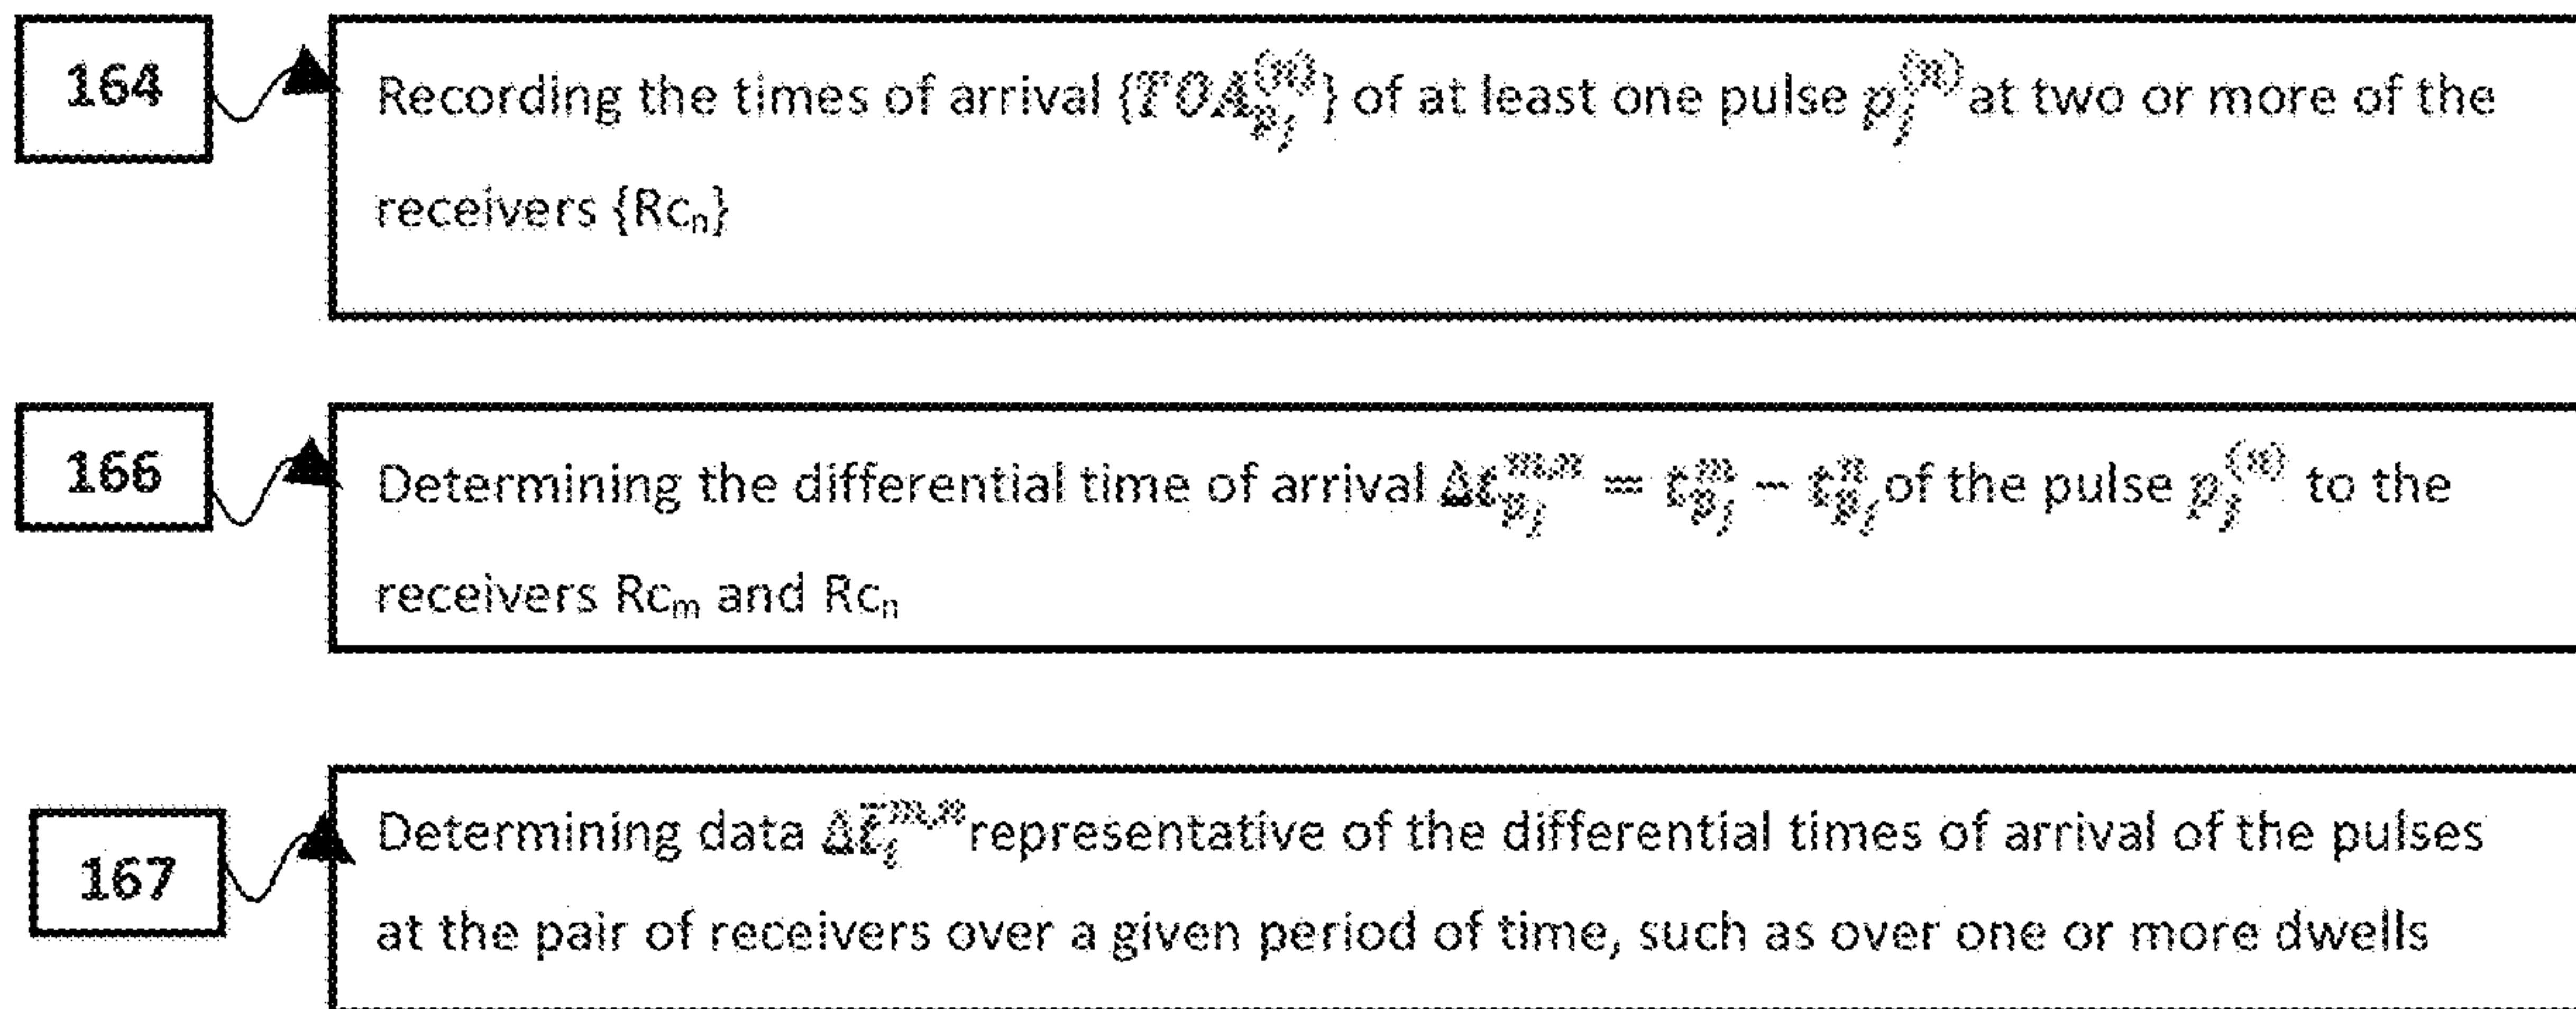 164
Recording the times of arrival {TOA_{p_j}^{(n)}} of at least one pulse p_j^{(n)} at two or more of the
receivers {Rc_n}
166
Determining the differential time of arrival Δt_{p_j}^{m,n} = t_{p_j}^m − t_{p_j}^n of the pulse p_j^{(n)} to the
receivers Rc_m and Rc_n
167
Determining data Δt̄_i^{m,n} representative of the differential times of arrival of the pulses
at the pair of receivers over a given period of time, such as over one or more dwells